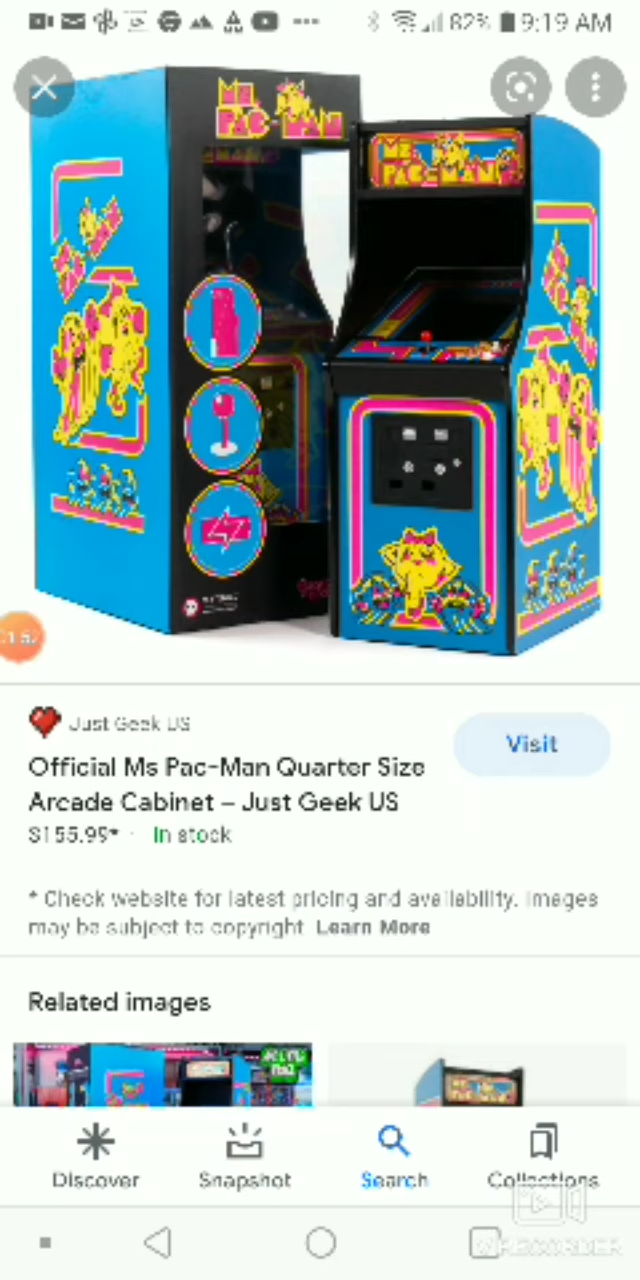 82% 9:19 AM
MS.
PAC-MAN
MS.
PAC-MAN
Just Geek US
Visit
Official Ms Pac-Man Quarter Size
Arcade Cabinet – Just Geek US
$155.99* · In stock
* Check website for latest pricing and availability. Images
may be subject to copyright. Learn More
Related images
Discover Snapshot Search Collections